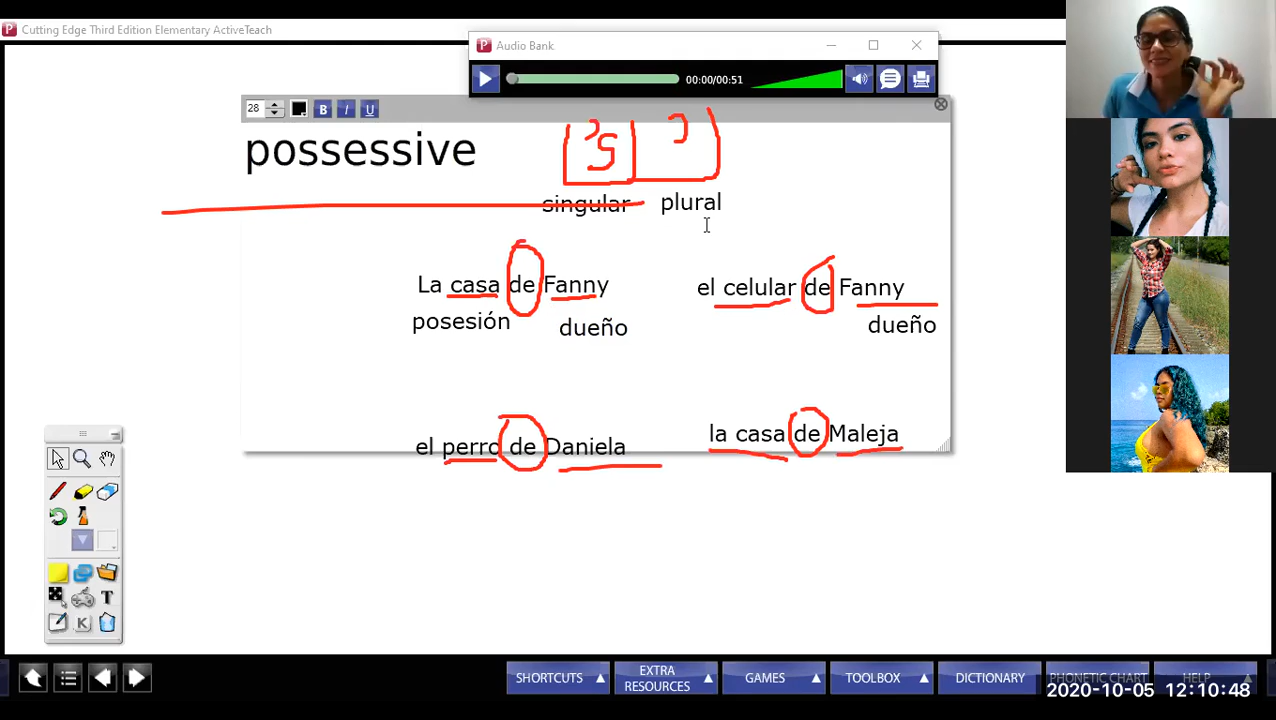 Cutting Edge Third Edition Elementary ActiveTeach
Audio Bank
00:00/00:51
28 B I U
possessive
's '
singular plural
La casa de Fanny
el celular de Fanny
posesión dueño
dueño
el perro de Daniela
la casa de Maleja
T
K
SHORTCUTS
EXTRA
RESOURCES
GAMES
TOOLBOX
DICTIONARY
PHONETIC CHART
HELP
2020-10-05 12:10:48